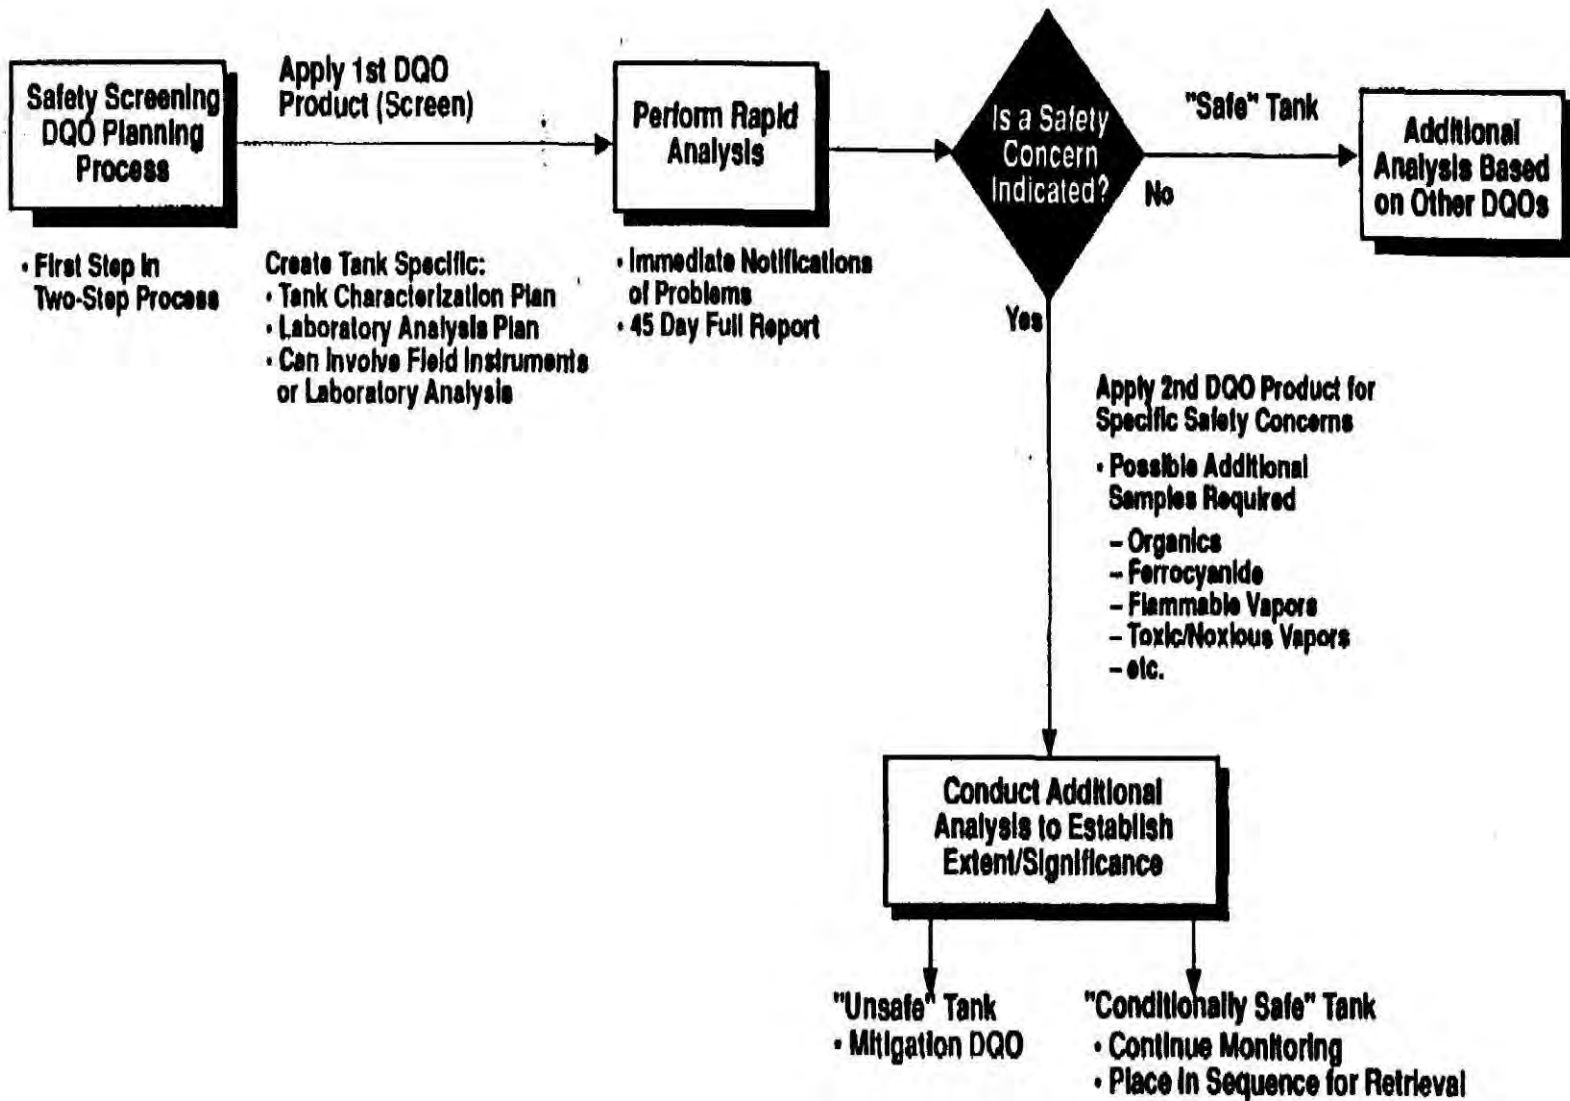 Safety Screening
DQO Planning
Process
• First Step in
Two-Step Process
Apply 1st DQO
Product (Screen)
Create Tank Specific:
• Tank Characterization Plan
• Laboratory Analysis Plan
• Can Involve Field Instruments
or Laboratory Analysis
Perform Rapid
Analysis
• Immediate Notifications
of Problems
• 45 Day Full Report
Is a Safety
Concern
Indicated?
"Safe" Tank
No
Additional
Analysis Based
on Other DQOs
Yes
Apply 2nd DQO Product for
Specific Safety Concerns
• Possible Additional
Samples Required
– Organics
– Ferrocyanide
– Flammable Vapors
– Toxic/Noxious Vapors
– etc.
Conduct Additional
Analysis to Establish
Extent/Significance
"Unsafe" Tank
• Mitigation DQO
"Conditionally Safe" Tank
• Continue Monitoring
• Place in Sequence for Retrieval